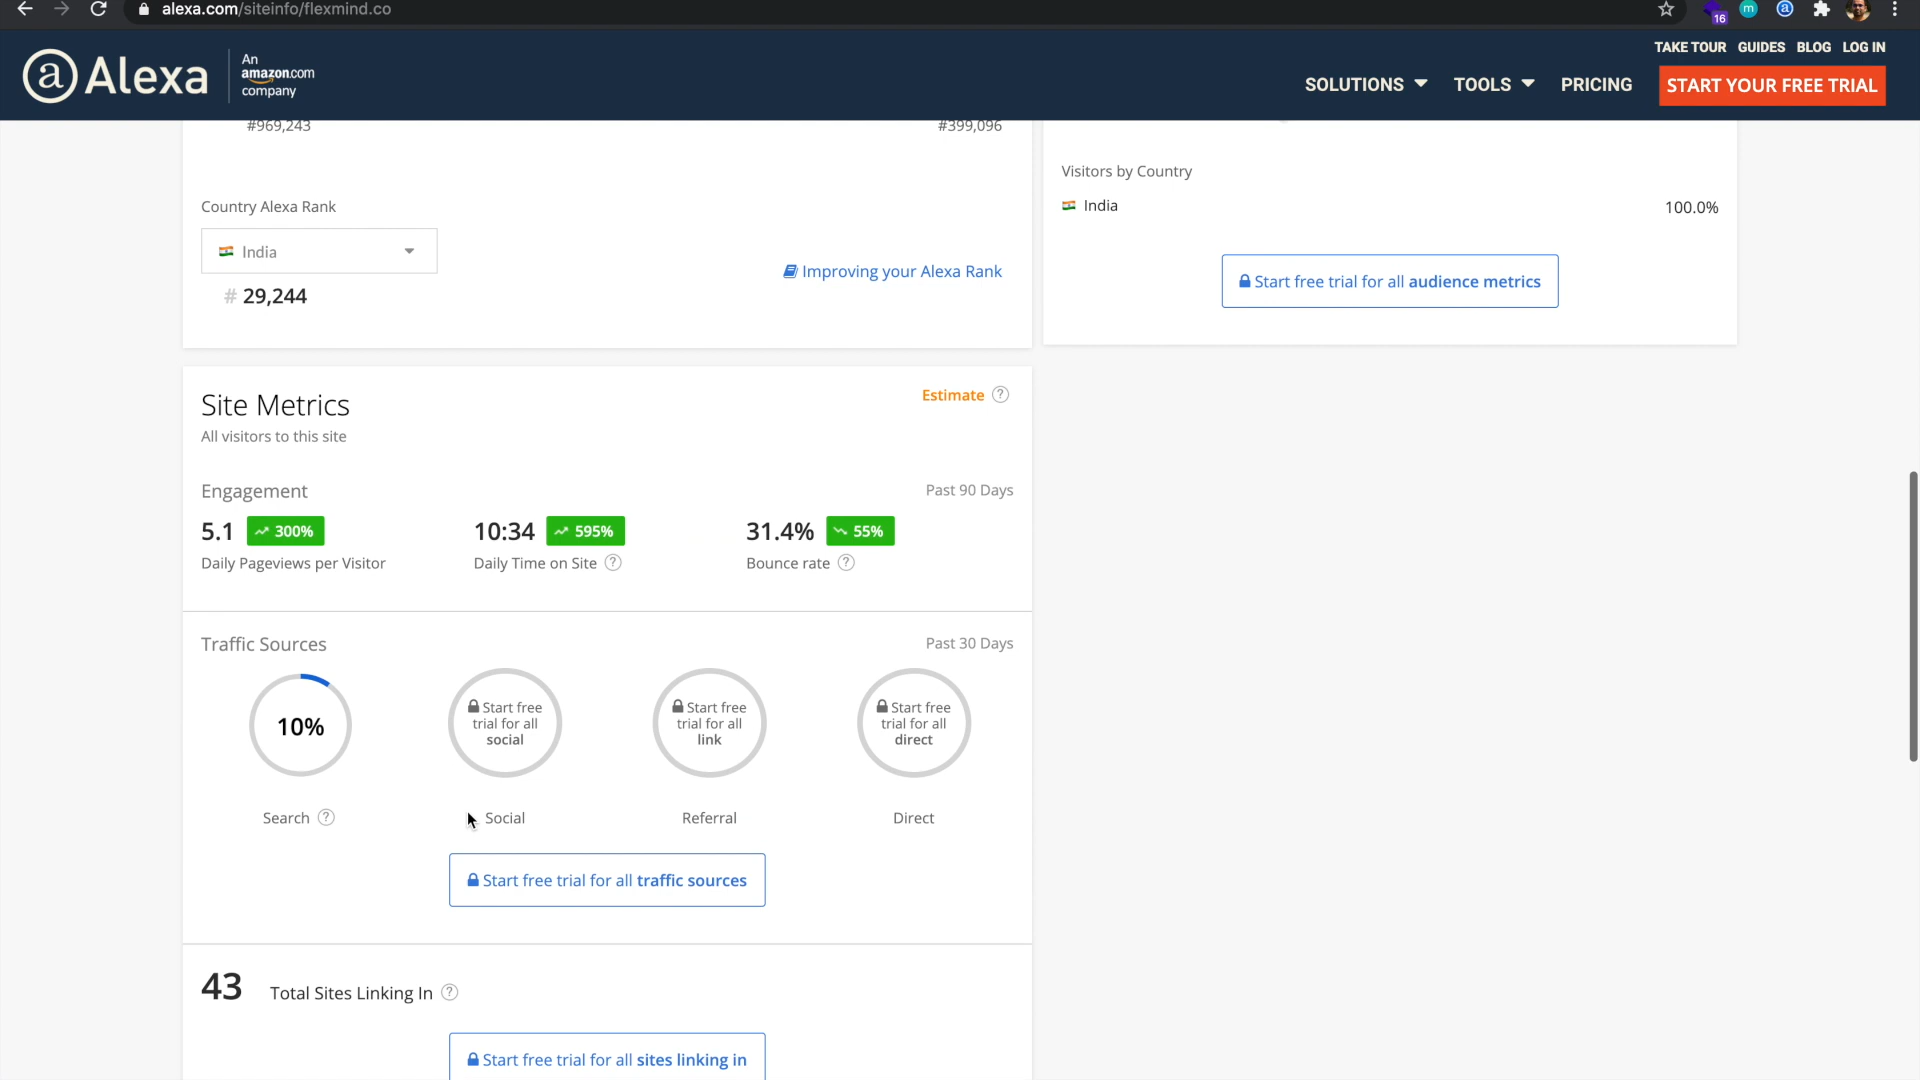 alexa.com/siteinfo/flexmind.co
16
m
a
TAKE TOUR GUIDES BLOG LOG IN
a Alexa
An
amazon.com
company
SOLUTIONS TOOLS PRICING START YOUR FREE TRIAL
#969,243 #399,096
Country Alexa Rank
India
# 29,244
Improving your Alexa Rank
Visitors by Country
India 100.0%
Start free trial for all audience metrics
Site Metrics
Estimate ?
All visitors to this site
Engagement Past 90 Days
5.1 300% 10:34 595% 31.4% 55%
Daily Pageviews per Visitor Daily Time on Site ? Bounce rate ?
Traffic Sources Past 30 Days
10%
Start free
trial for all
social
Start free
trial for all
link
Start free
trial for all
direct
Search ? Social Referral Direct
Start free trial for all traffic sources
43 Total Sites Linking In ?
Start free trial for all sites linking in